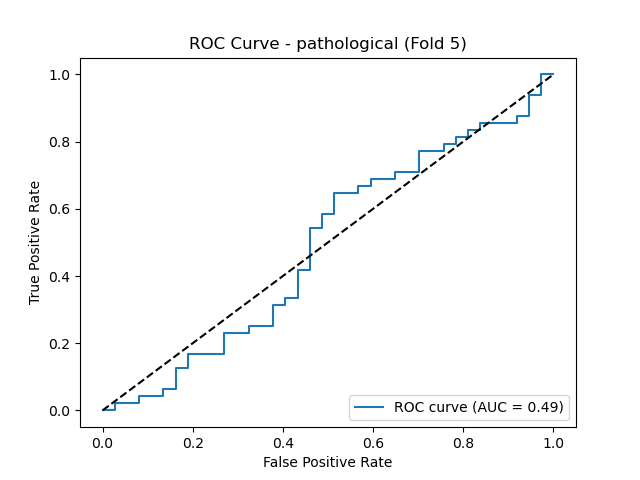 ROC Curve - pathological (Fold 5)
1.0
0.8
0.6
0.4
0.2
0.0
True Positive Rate
ROC curve (AUC = 0.49)
0.0 0.2 0.4 0.6 0.8 1.0
False Positive Rate